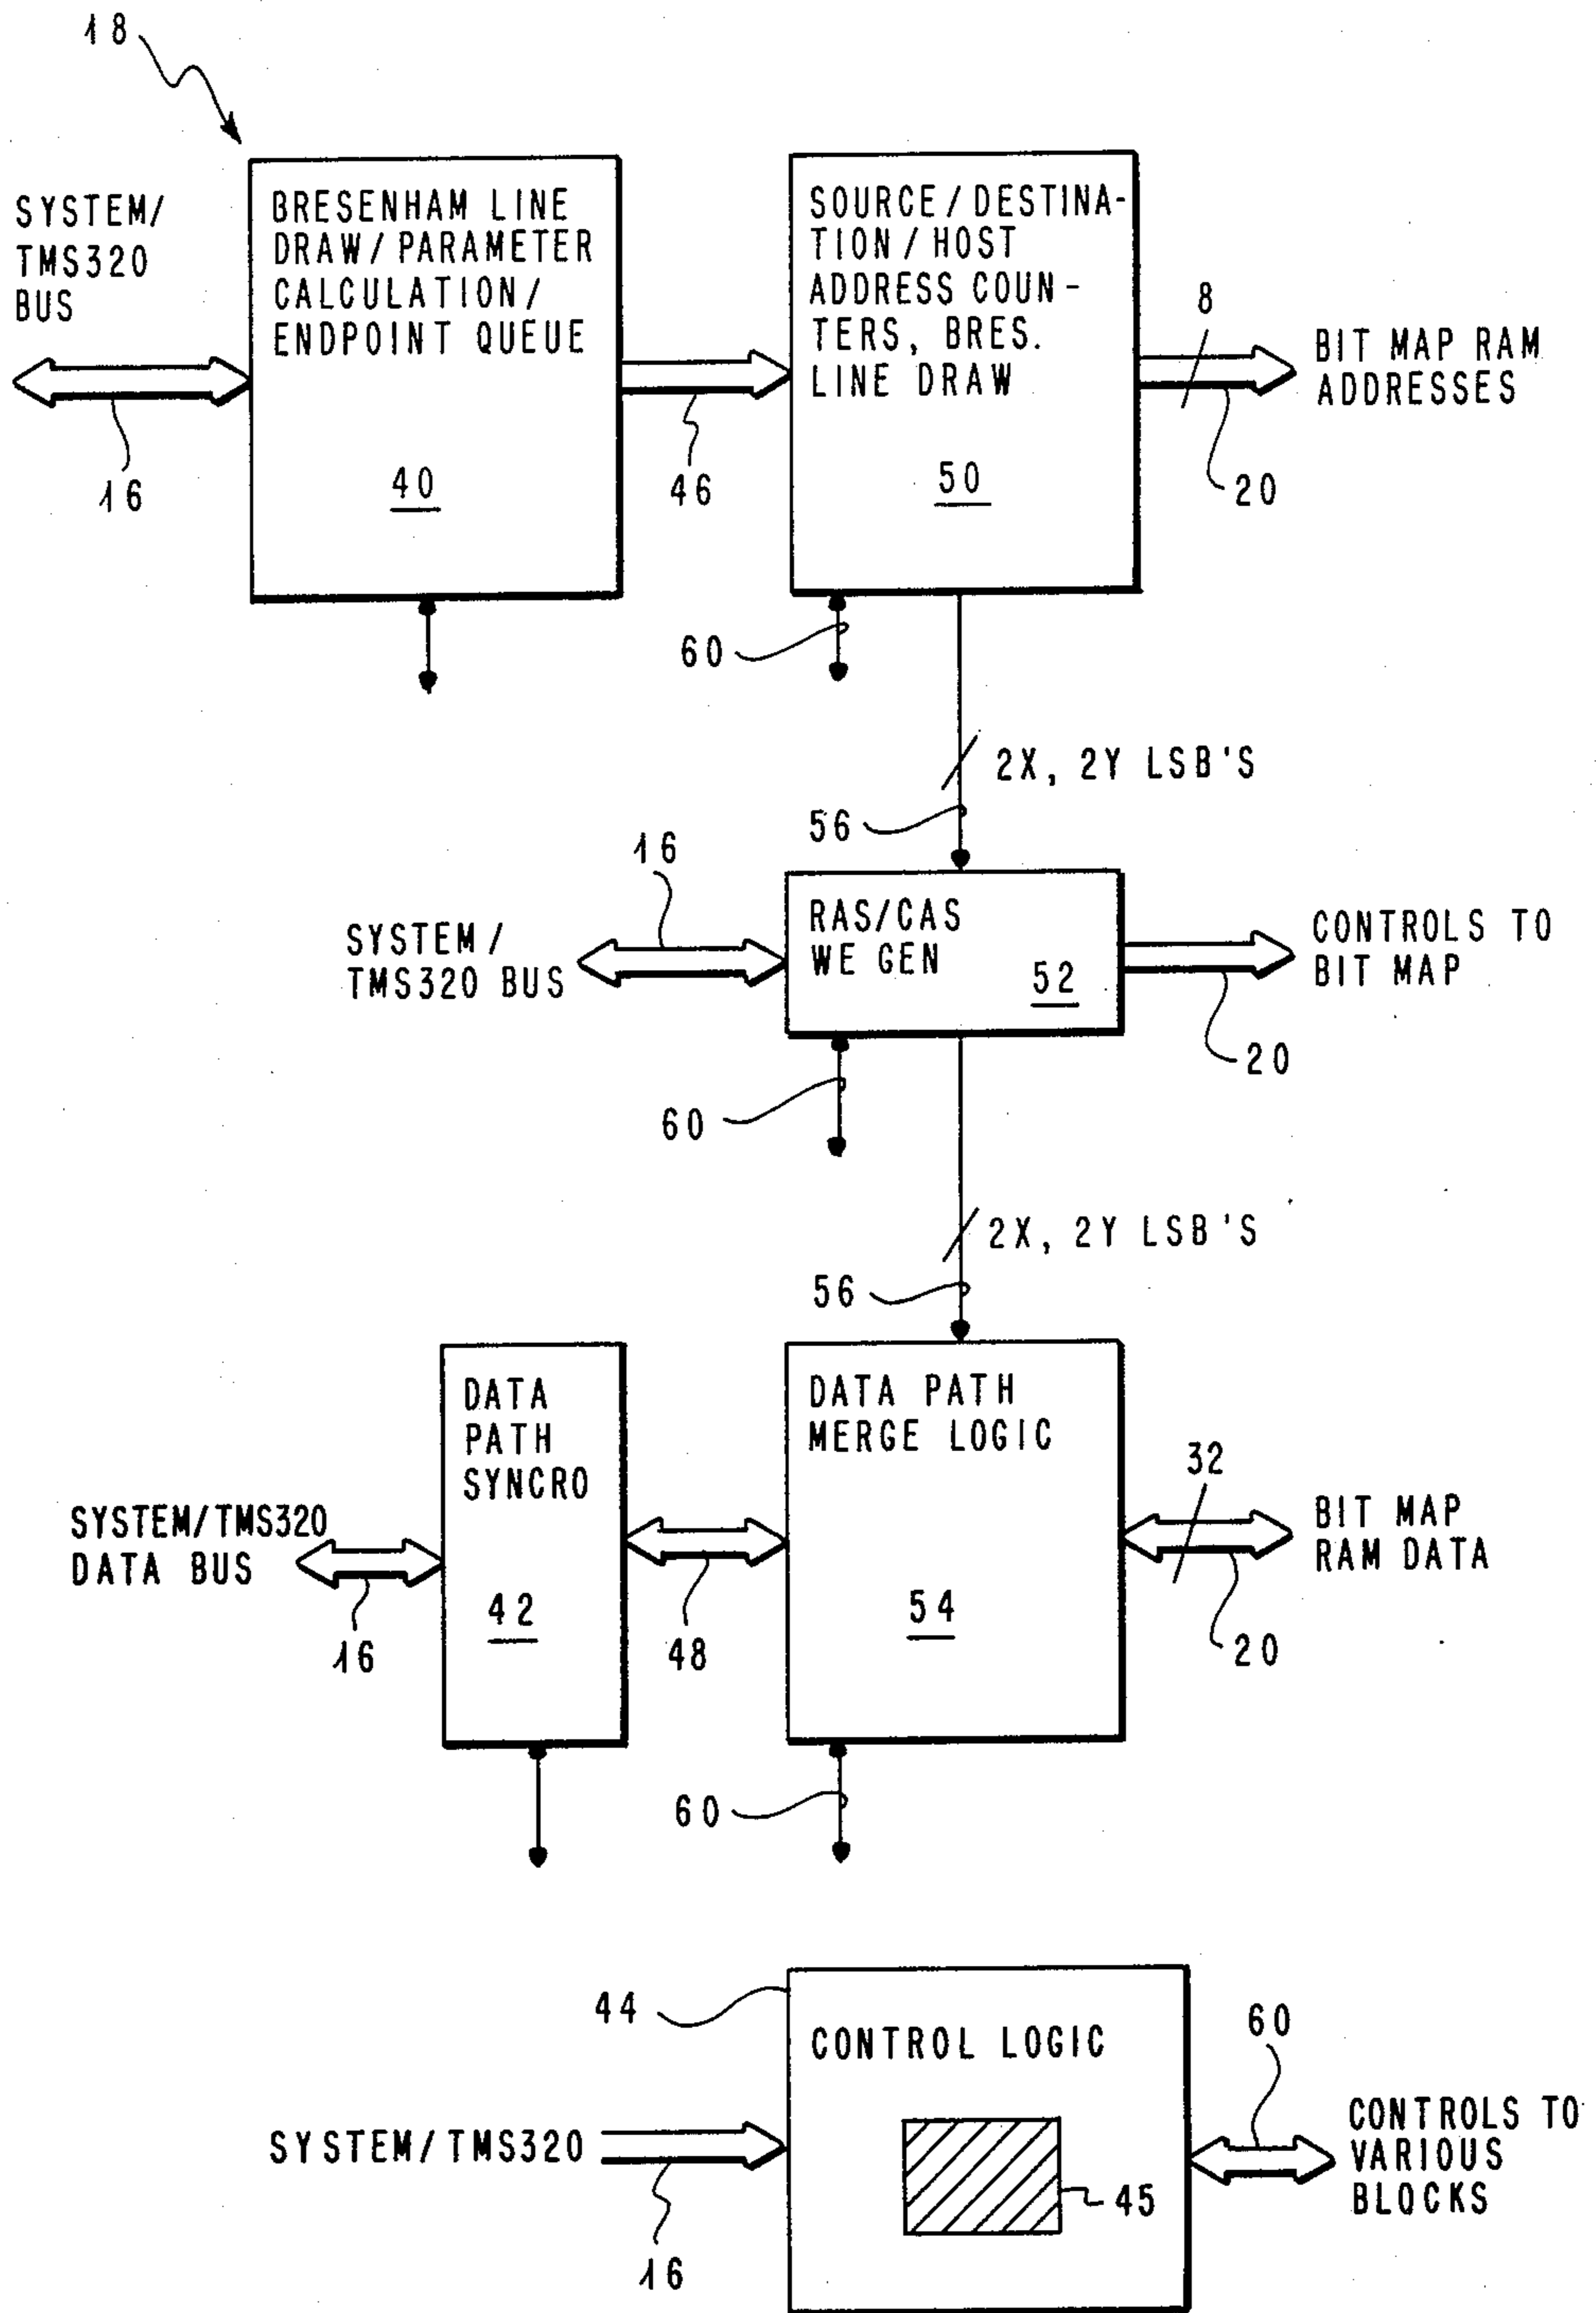 18
SYSTEM/
TMS320
BUS
16
BRESENHAM LINE
DRAW/PARAMETER
CALCULATION/
ENDPOINT QUEUE
40
46
SOURCE/DESTINA-
TION/HOST
ADDRESS COUN-
TERS, BRES.
LINE DRAW
50
8
BIT MAP RAM
ADDRESSES
20
60
2X, 2Y LSB'S
56
16
SYSTEM/
TMS320 BUS
RAS/CAS
WE GEN
52
CONTROLS TO
BIT MAP
20
60
2X, 2Y LSB'S
56
DATA
PATH
SYNCRO
42
SYSTEM/TMS320
DATA BUS
16
48
DATA PATH
MERGE LOGIC
54
32
BIT MAP
RAM DATA
20
60
44
CONTROL LOGIC
45
SYSTEM/TMS320
16
60
CONTROLS TO
VARIOUS
BLOCKS